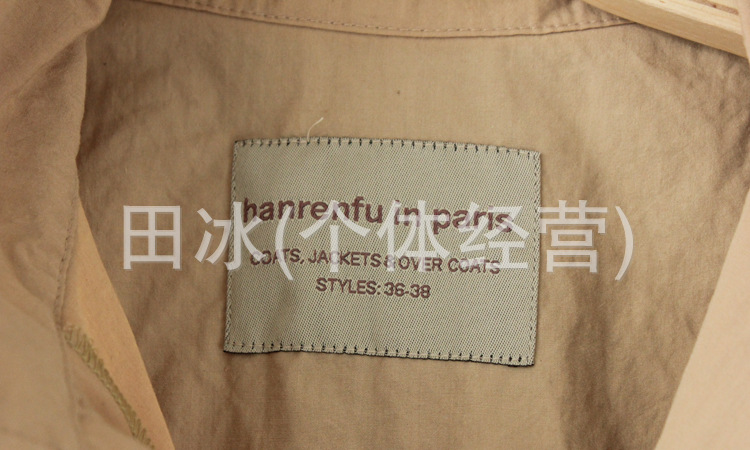 hanrenfu in paris
田冰(个体经营)
COATS, JACKETS & OVER COATS
STYLES: 36-38